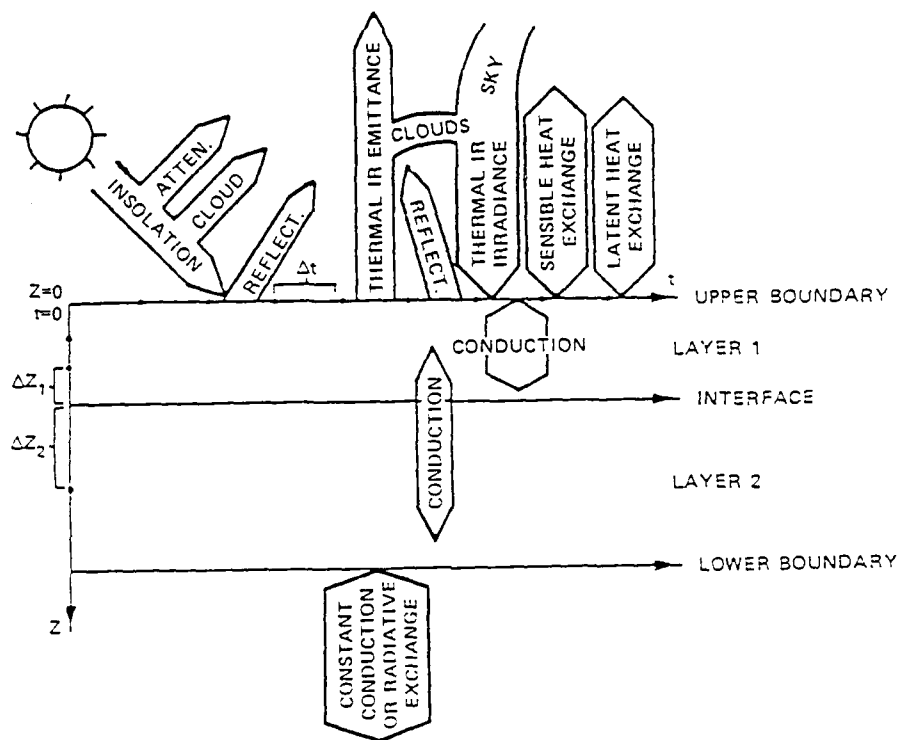 INSOLATION
ATTEN.
CLOUD
REFLECT.
Δt
THERMAL IR EMITTANCE
CLOUDS
REFLECT.
SKY
THERMAL IR
IRRADIANCE
SENSIBLE HEAT
EXCHANGE
LATENT HEAT
EXCHANGE
Z=0
t=0
t
UPPER BOUNDARY
CONDUCTION
LAYER 1
ΔZ1
INTERFACE
ΔZ2
CONDUCTION
LAYER 2
LOWER BOUNDARY
Z
CONSTANT
CONDUCTION
OR RADIATIVE
EXCHANGE